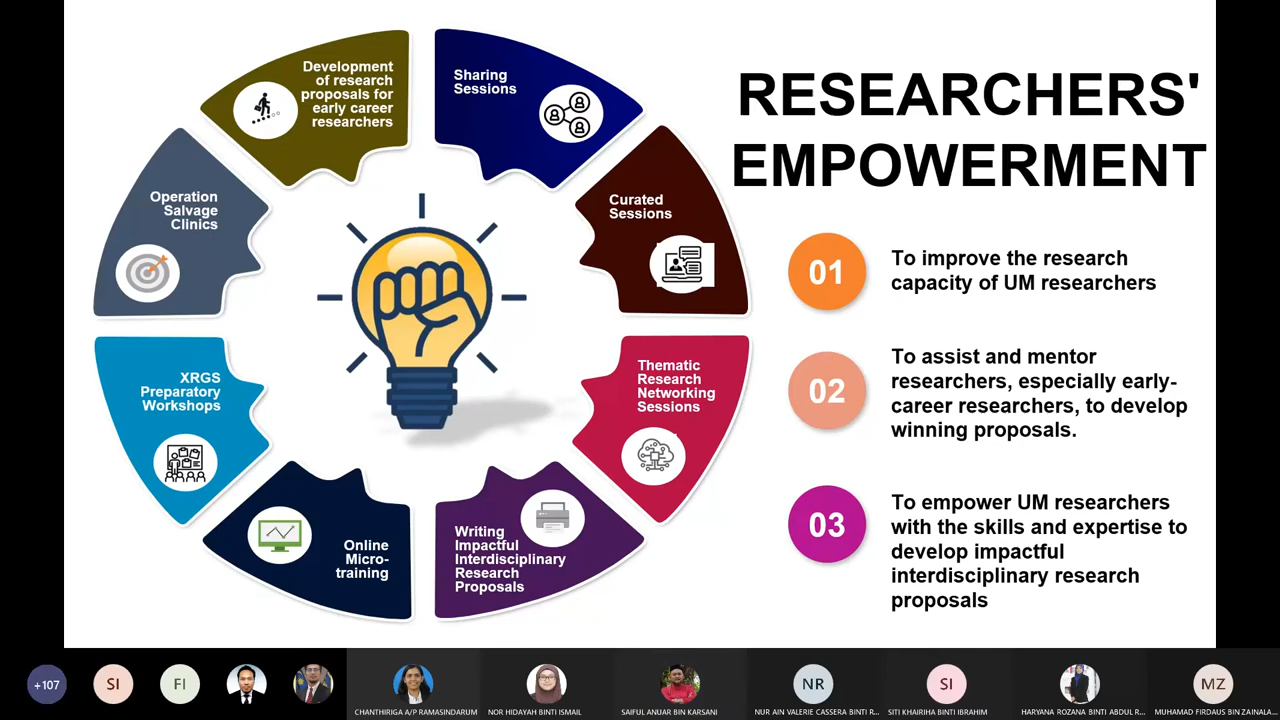 RESEARCHERS'
EMPOWERMENT
Development
of research
proposals for
early career
researchers
Sharing
Sessions
Curated
Sessions
Thematic
Research
Networking
Sessions
Writing
Impactful
Interdisciplinary
Research
Proposals
Online
Micro-
training
XRGS
Preparatory
Workshops
Operation
Salvage
Clinics
01
To improve the research
capacity of UM researchers
02
To assist and mentor
researchers, especially early-
career researchers, to develop
winning proposals.
03
To empower UM researchers
with the skills and expertise to
develop impactful
interdisciplinary research
proposals
+107
SI
FI
CHANTHIRIGA A/P RAMASINDARUM
NOR HIDAYAH BINTI ISMAIL
SAIFUL ANUAR BIN KARSANI
NR
NUR AIN VALERIE CASSERA BINTI R...
SI
SITI KHAIRIHA BINTI IBRAHIM
HARYANA ROZANA BINTI ABDUL R...
MZ
MUHAMAD FIRDAUS BIN ZAINALA...